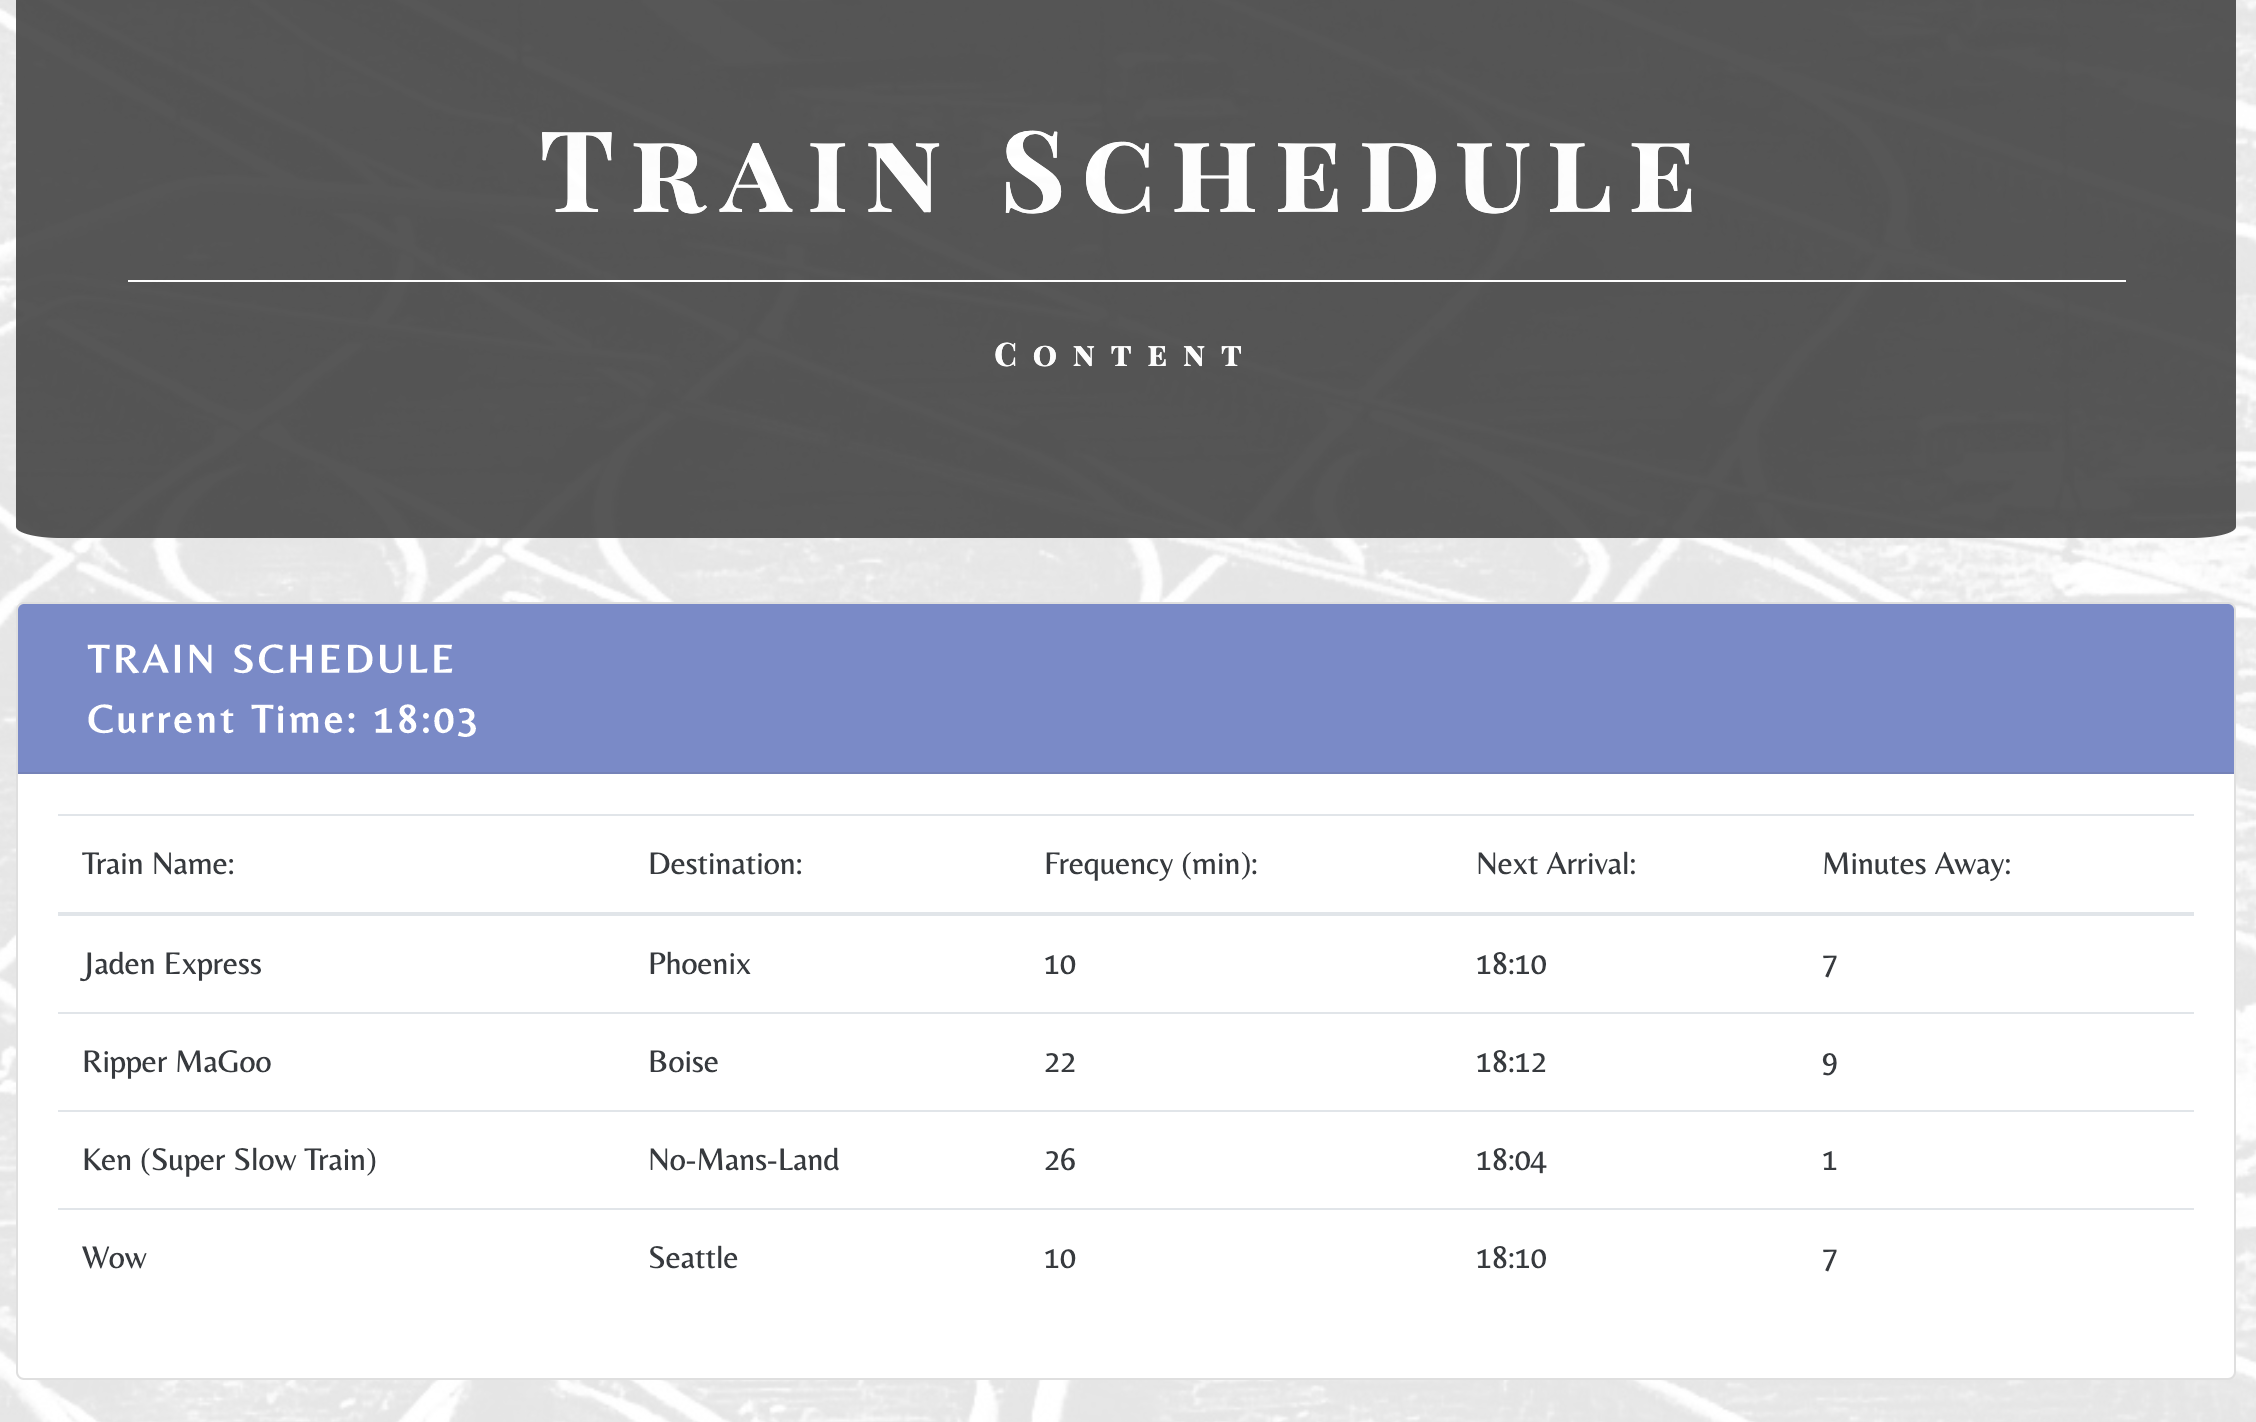 Train Schedule
Content
TRAIN SCHEDULE
Current Time: 18:03
Train Name: Destination: Frequency (min): Next Arrival: Minutes Away:
Jaden Express Phoenix 10 18:10 7
Ripper MaGoo Boise 22 18:12 9
Ken (Super Slow Train) No-Mans-Land 26 18:04 1
Wow Seattle 10 18:10 7